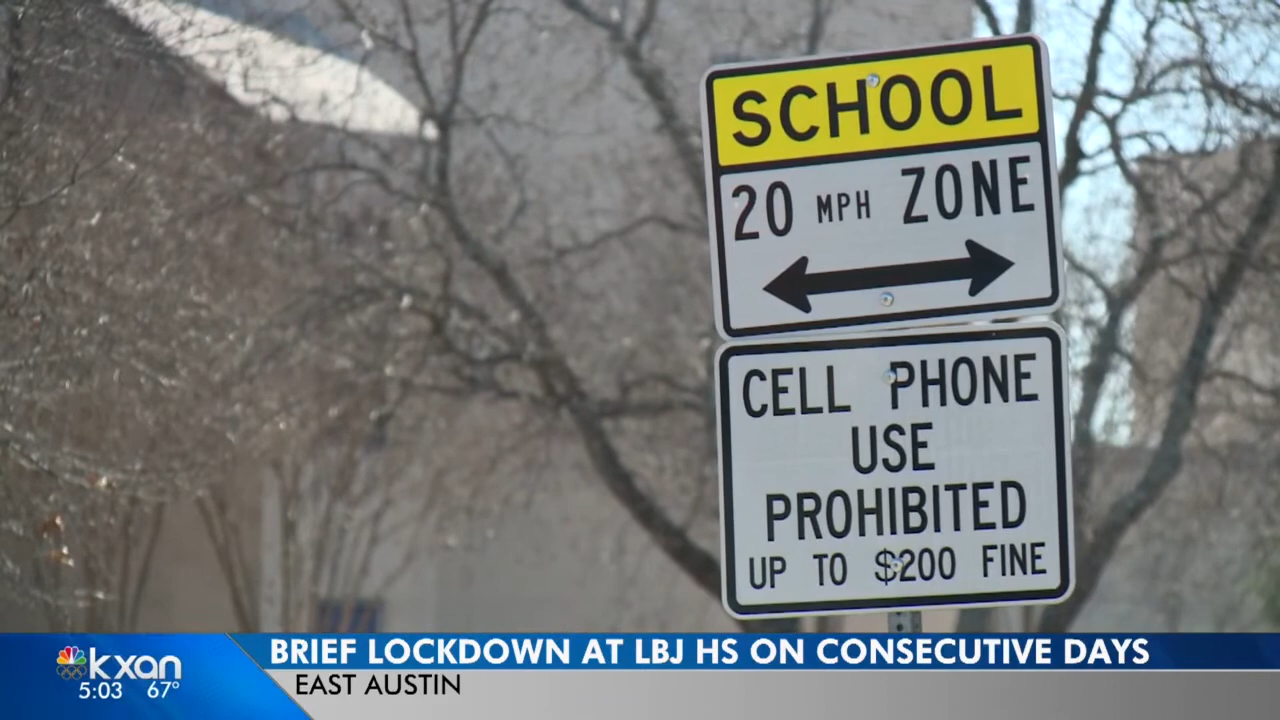 SCHOOL
20 MPH ZONE
CELL PHONE
USE
PROHIBITED
UP TO $200 FINE
kxan
5:03 67°
BRIEF LOCKDOWN AT LBJ HS ON CONSECUTIVE DAYS
EAST AUSTIN